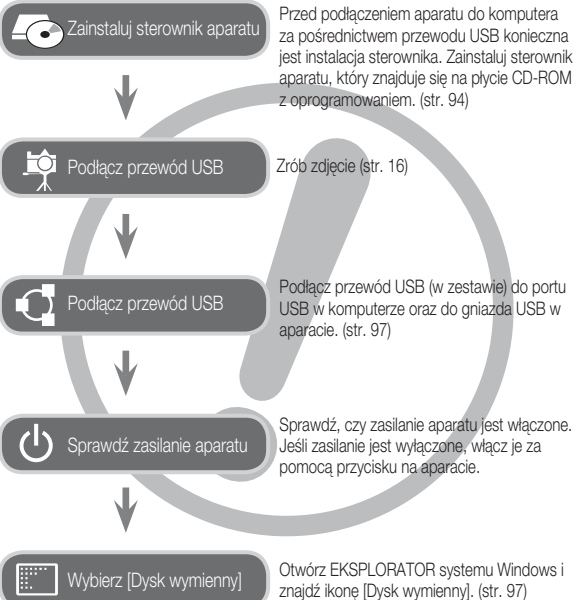 Zainstaluj sterownik aparatu
Przed podłączeniem aparatu do komputera
za pośrednictwem przewodu USB konieczna
jest instalacja sterownika. Zainstaluj sterownik
aparatu, który znajduje się na płycie CD-ROM
z oprogramowaniem. (str. 94)
Podłącz przewód USB
Zrób zdjęcie (str. 16)
Podłącz przewód USB
Podłącz przewód USB (w zestawie) do portu
USB w komputerze oraz do gniazda USB w
aparacie. (str. 97)
Sprawdź zasilanie aparatu
Sprawdź, czy zasilanie aparatu jest włączone.
Jeśli zasilanie jest wyłączone, włącz je za
pomocą przycisku na aparacie.
Wybierz [Dysk wymienny]
Otwórz EKSPLORATOR systemu Windows i
znajdź ikonę [Dysk wymienny]. (str. 97)